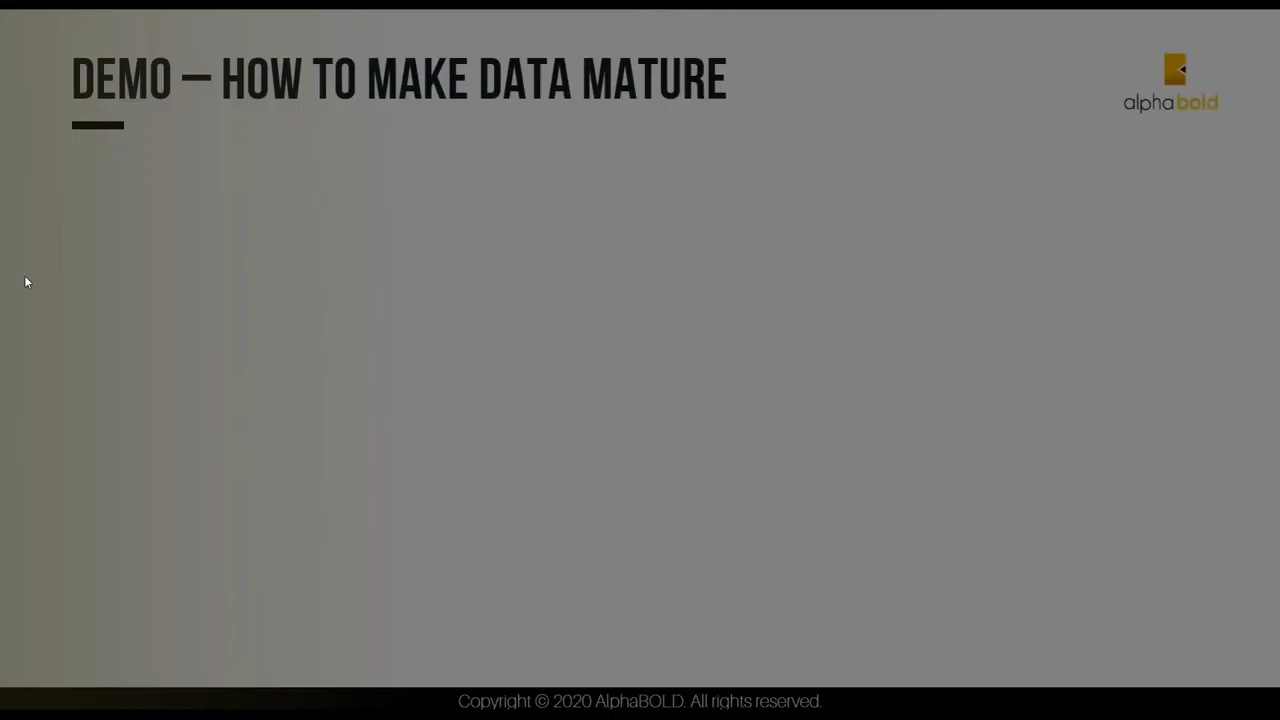 DEMO – HOW TO MAKE DATA MATURE
alphabold
Copyright © 2020 AlphaBOLD. All rights reserved.